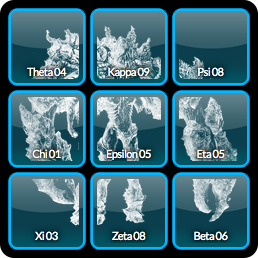 Theta 04
Kappa 09
Psi 08
Chi 01
Epsilon 05
Eta 05
Xi 03
Zeta 08
Beta 06